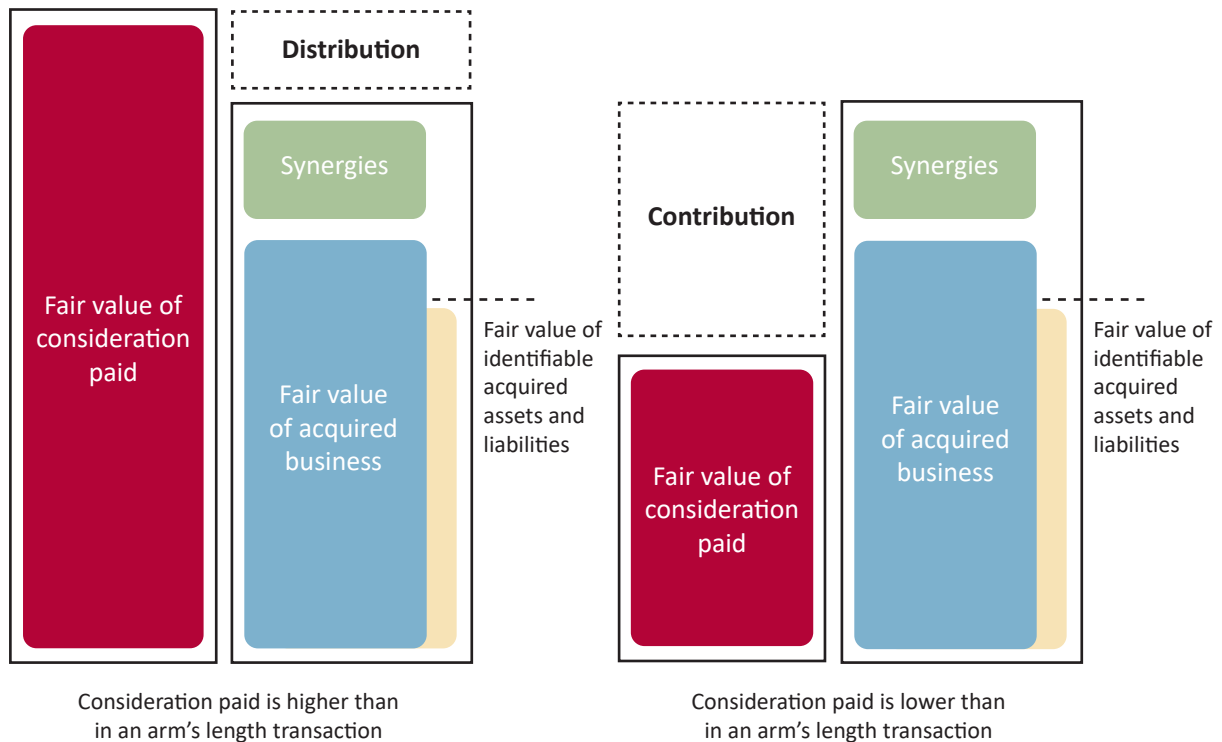 Distribution
Synergies
Fair value of
consideration
paid
Fair value
of acquired
business
Fair value of
identifiable
acquired
assets and
liabilities
Consideration paid is higher than
in an arm’s length transaction
Contribution
Fair value of
consideration
paid
Synergies
Fair value
of acquired
business
Fair value of
identifiable
acquired
assets and
liabilities
Consideration paid is lower than
in an arm’s length transaction